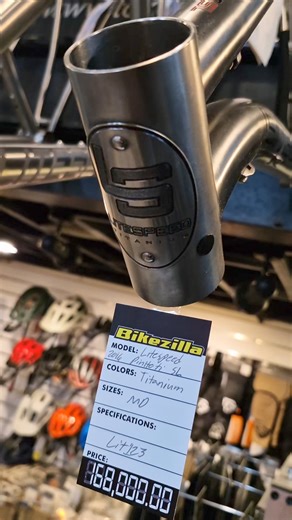 LITESPEED
TITANIUM
Bikezilla
MODEL: Litespeed
2016 Pinhoti SL
COLORS: Titanium
SIZES:
MD
SPECIFICATIONS:
Lit123
PRICE:
168,000.00